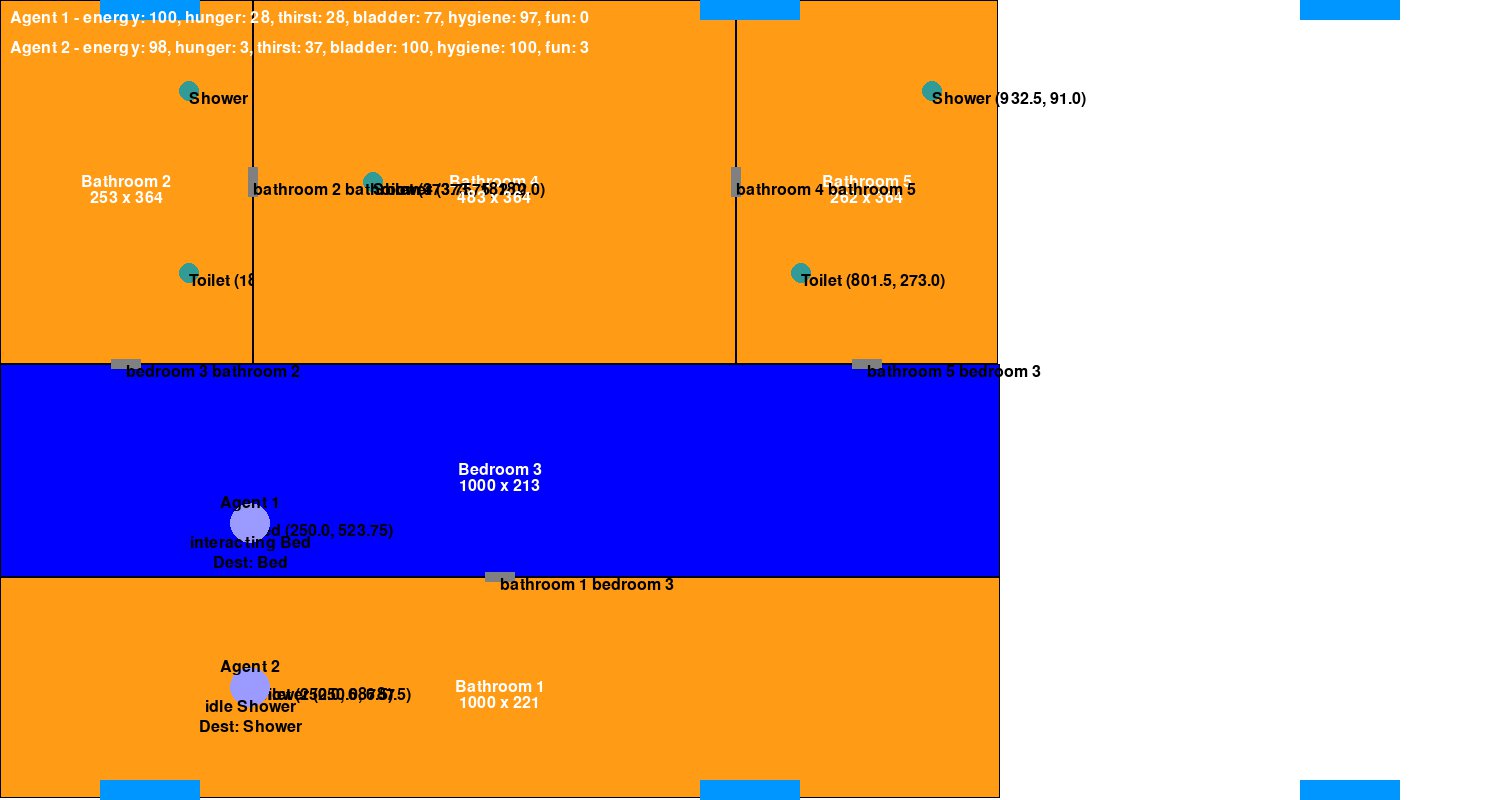 Agent 1 - energy: 100, hunger: 28, thirst: 28, bladder: 77, hygiene: 97, fun: 0
Agent 2 - energy: 98, hunger: 3, thirst: 37, bladder: 100, hygiene: 100, fun: 3
Shower
Shower (932.5, 91.0)
Bathroom 2
253 x 364
bathroom 2
Bathroom 4
483 x 364
Bathroom 5
262 x 364
bathroom 4 bathroom 5
Toilet (18
Toilet (801.5, 273.0)
bedroom 3 bathroom 2
bathroom 5 bedroom 3
Bedroom 3
1000 x 213
Agent 1
d (250.0, 523.75)
interacting Bed
Dest: Bed
bathroom 1 bedroom 3
Agent 2
Bathroom 1
1000 x 221
idle Shower
Dest: Shower